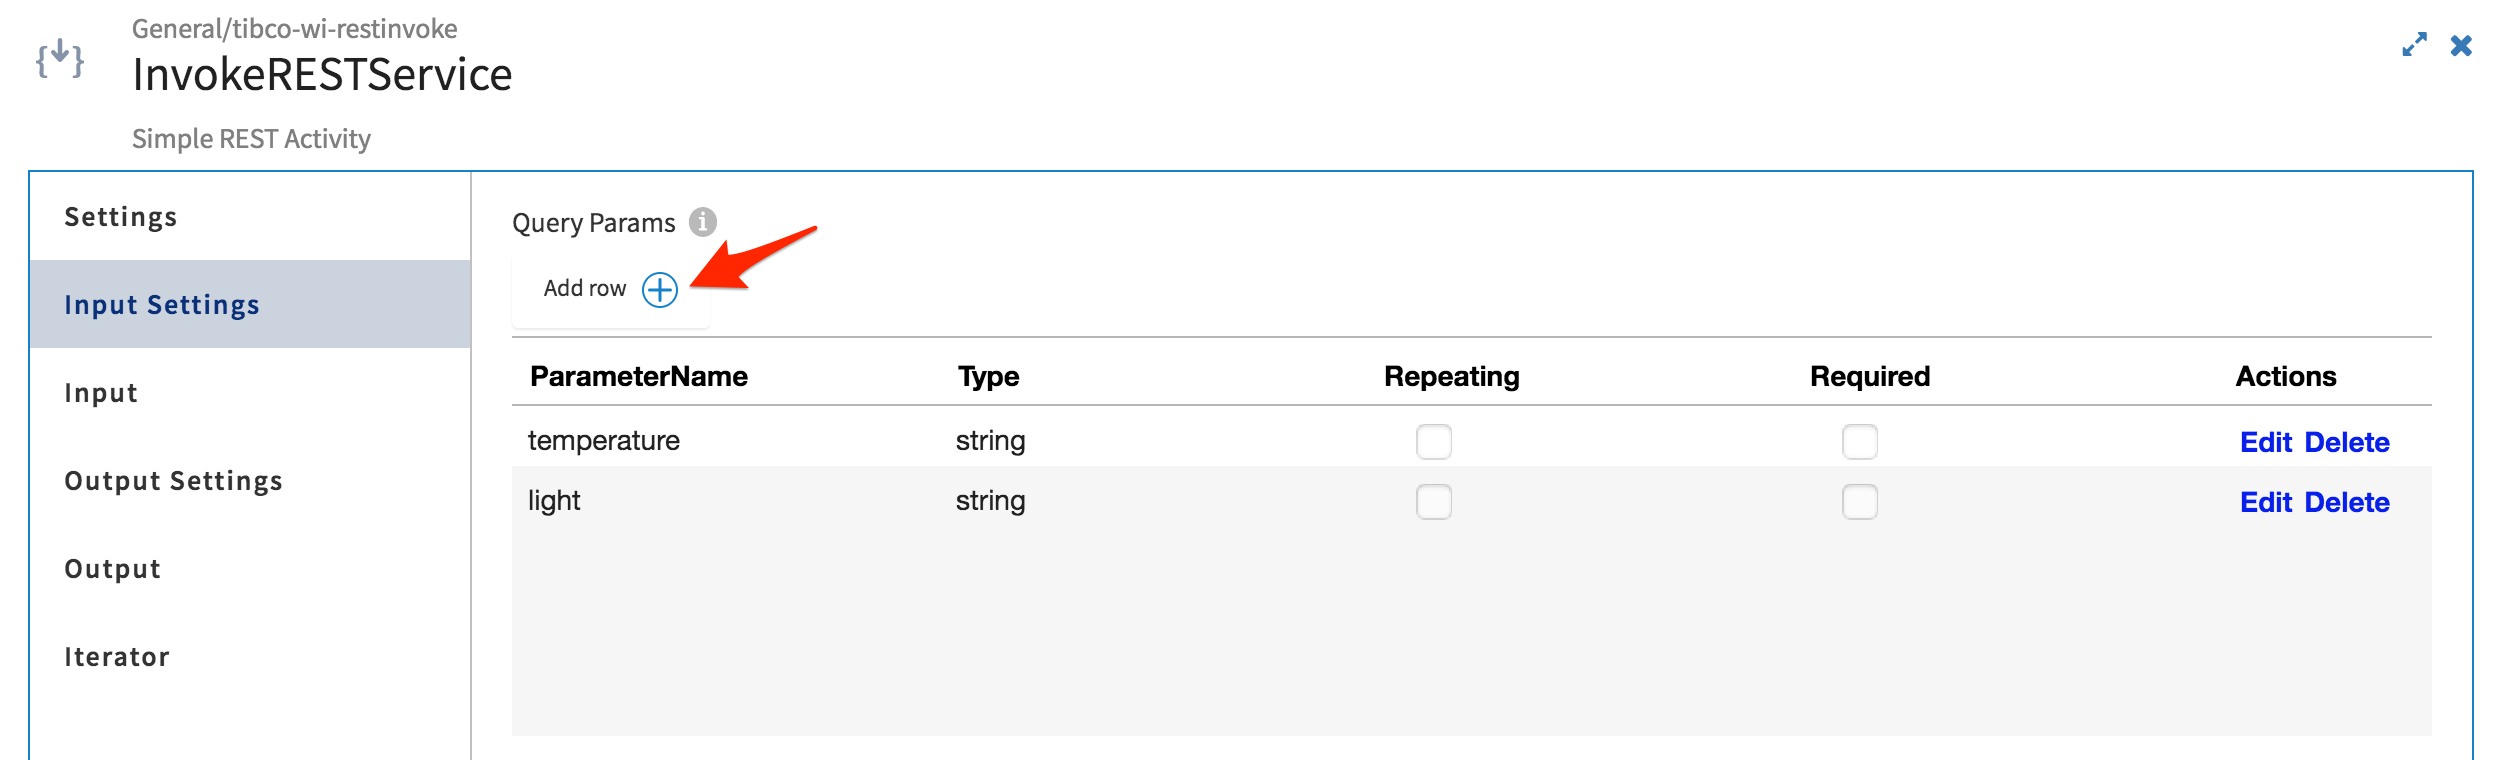 General/tibco-wi-restinvoke
InvokeRESTService
Simple REST Activity
Settings
Input Settings
Input
Output Settings
Output
Iterator
Query Params
Add row
ParameterName Type Repeating Required Actions
temperature string Edit Delete
light string Edit Delete